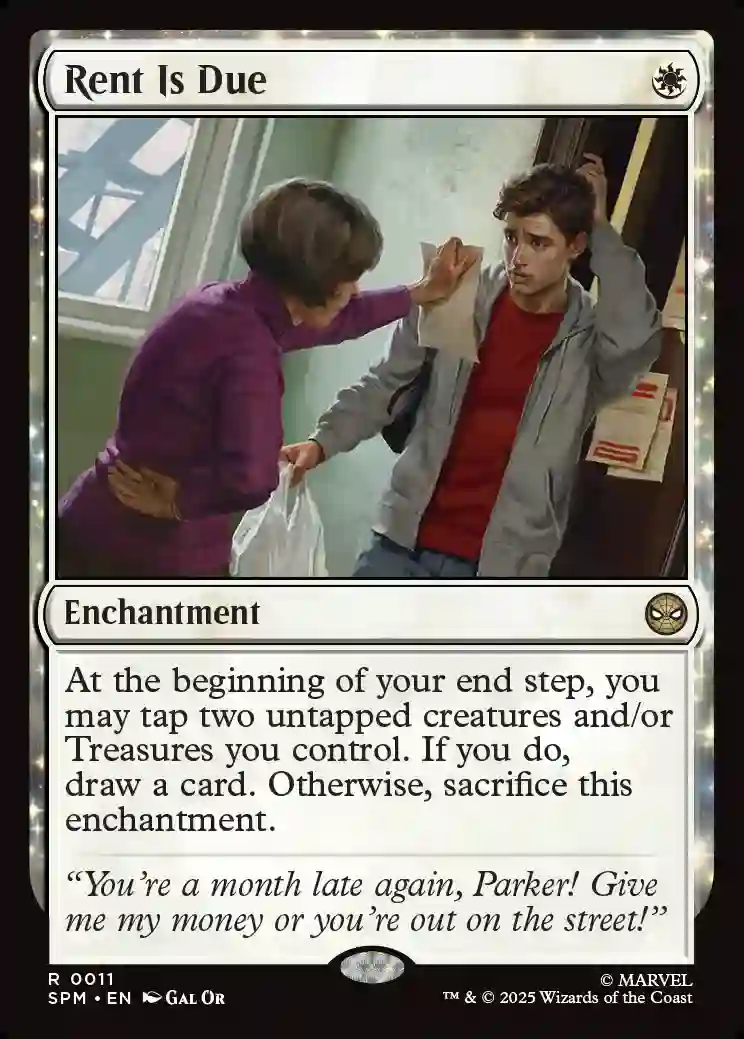 Rent Is Due
Enchantment
At the beginning of your end step, you
may tap two untapped creatures and/or
Treasures you control. If you do,
draw a card. Otherwise, sacrifice this
enchantment.
“You’re a month late again, Parker! Give
me my money or you’re out on the street!”
R 0011
SPM • EN Gal Or
© MARVEL
™ & © 2025 Wizards of the Coast